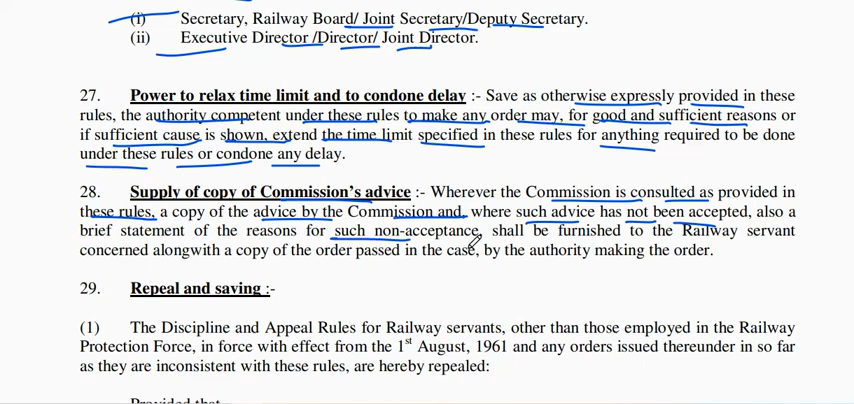 (i) Secretary, Railway Board/ Joint Secretary/Deputy Secretary.
(ii) Executive Director /Director/ Joint Director.
27. Power to relax time limit and to condone delay :- Save as otherwise expressly provided in these
rules, the authority competent under these rules to make any order may, for good and sufficient reasons or
if sufficient cause is shown, extend the time limit specified in these rules for anything required to be done
under these rules or condone any delay.
28. Supply of copy of Commission's advice :- Wherever the Commission is consulted as provided in
these rules, a copy of the advice by the Commission and, where such advice has not been accepted, also a
brief statement of the reasons for such non-acceptance, shall be furnished to the Railway servant
concerned alongwith a copy of the order passed in the case, by the authority making the order.
29. Repeal and saving :-
(1) The Discipline and Appeal Rules for Railway servants, other than those employed in the Railway
Protection Force, in force with effect from the 1st August, 1961 and any orders issued thereunder in so far
as they are inconsistent with these rules, are hereby repealed:
Provided that